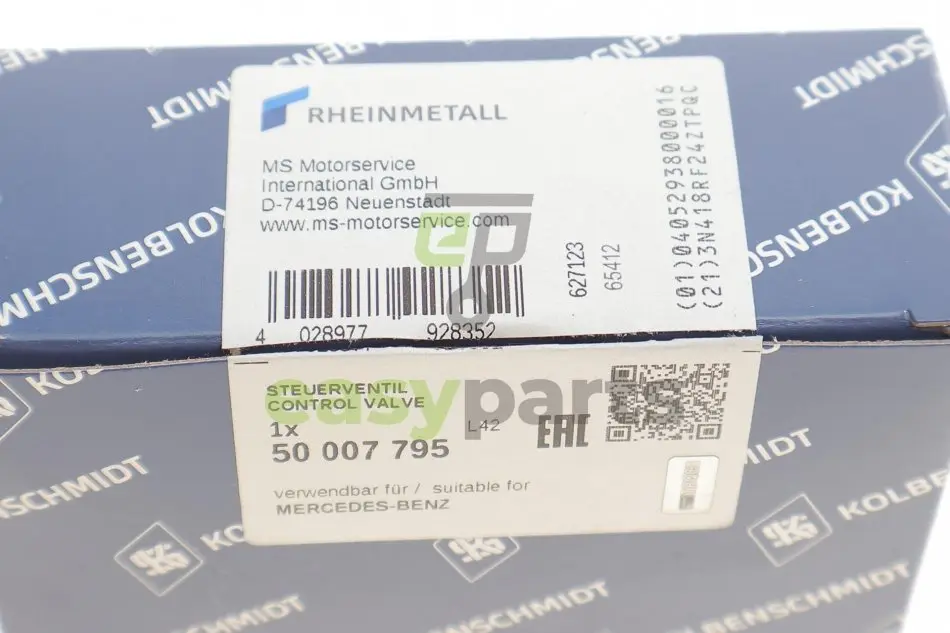 KOLBENSCHMIDT
KOLBENSCHMIDT
RHEINMETALL
MS Motorservice
International GmbH
D-74196 Neuenstadt
www.ms-motorservice.com
4 028977 928352
627123
65412
(01)04052938000016
(21)3N418RF24ZTPQC
STEUERVENTIL
CONTROL VALVE
1x
L42
EAC
50 007 795
verwendbar für / suitable for
MERCEDES-BENZ
easyparts
ep
KOLBENSCHMIDT
KOLBENSCHMIDT
KOLBENSCHMIDT